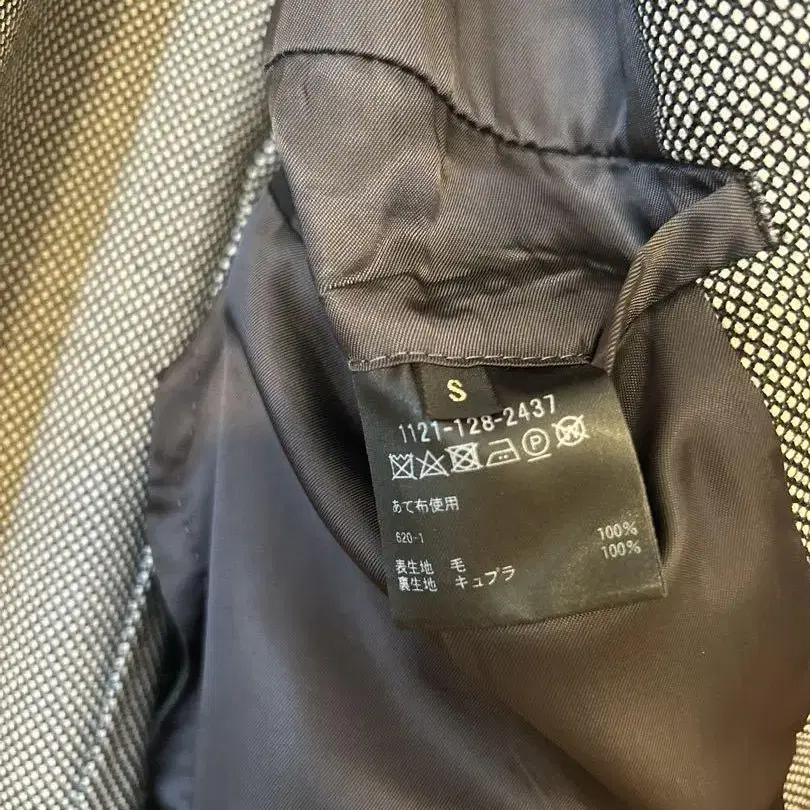 S
1121-128-2437
P
あて布使用
620-1
表生地 毛 100%
裏生地 キュプラ 100%